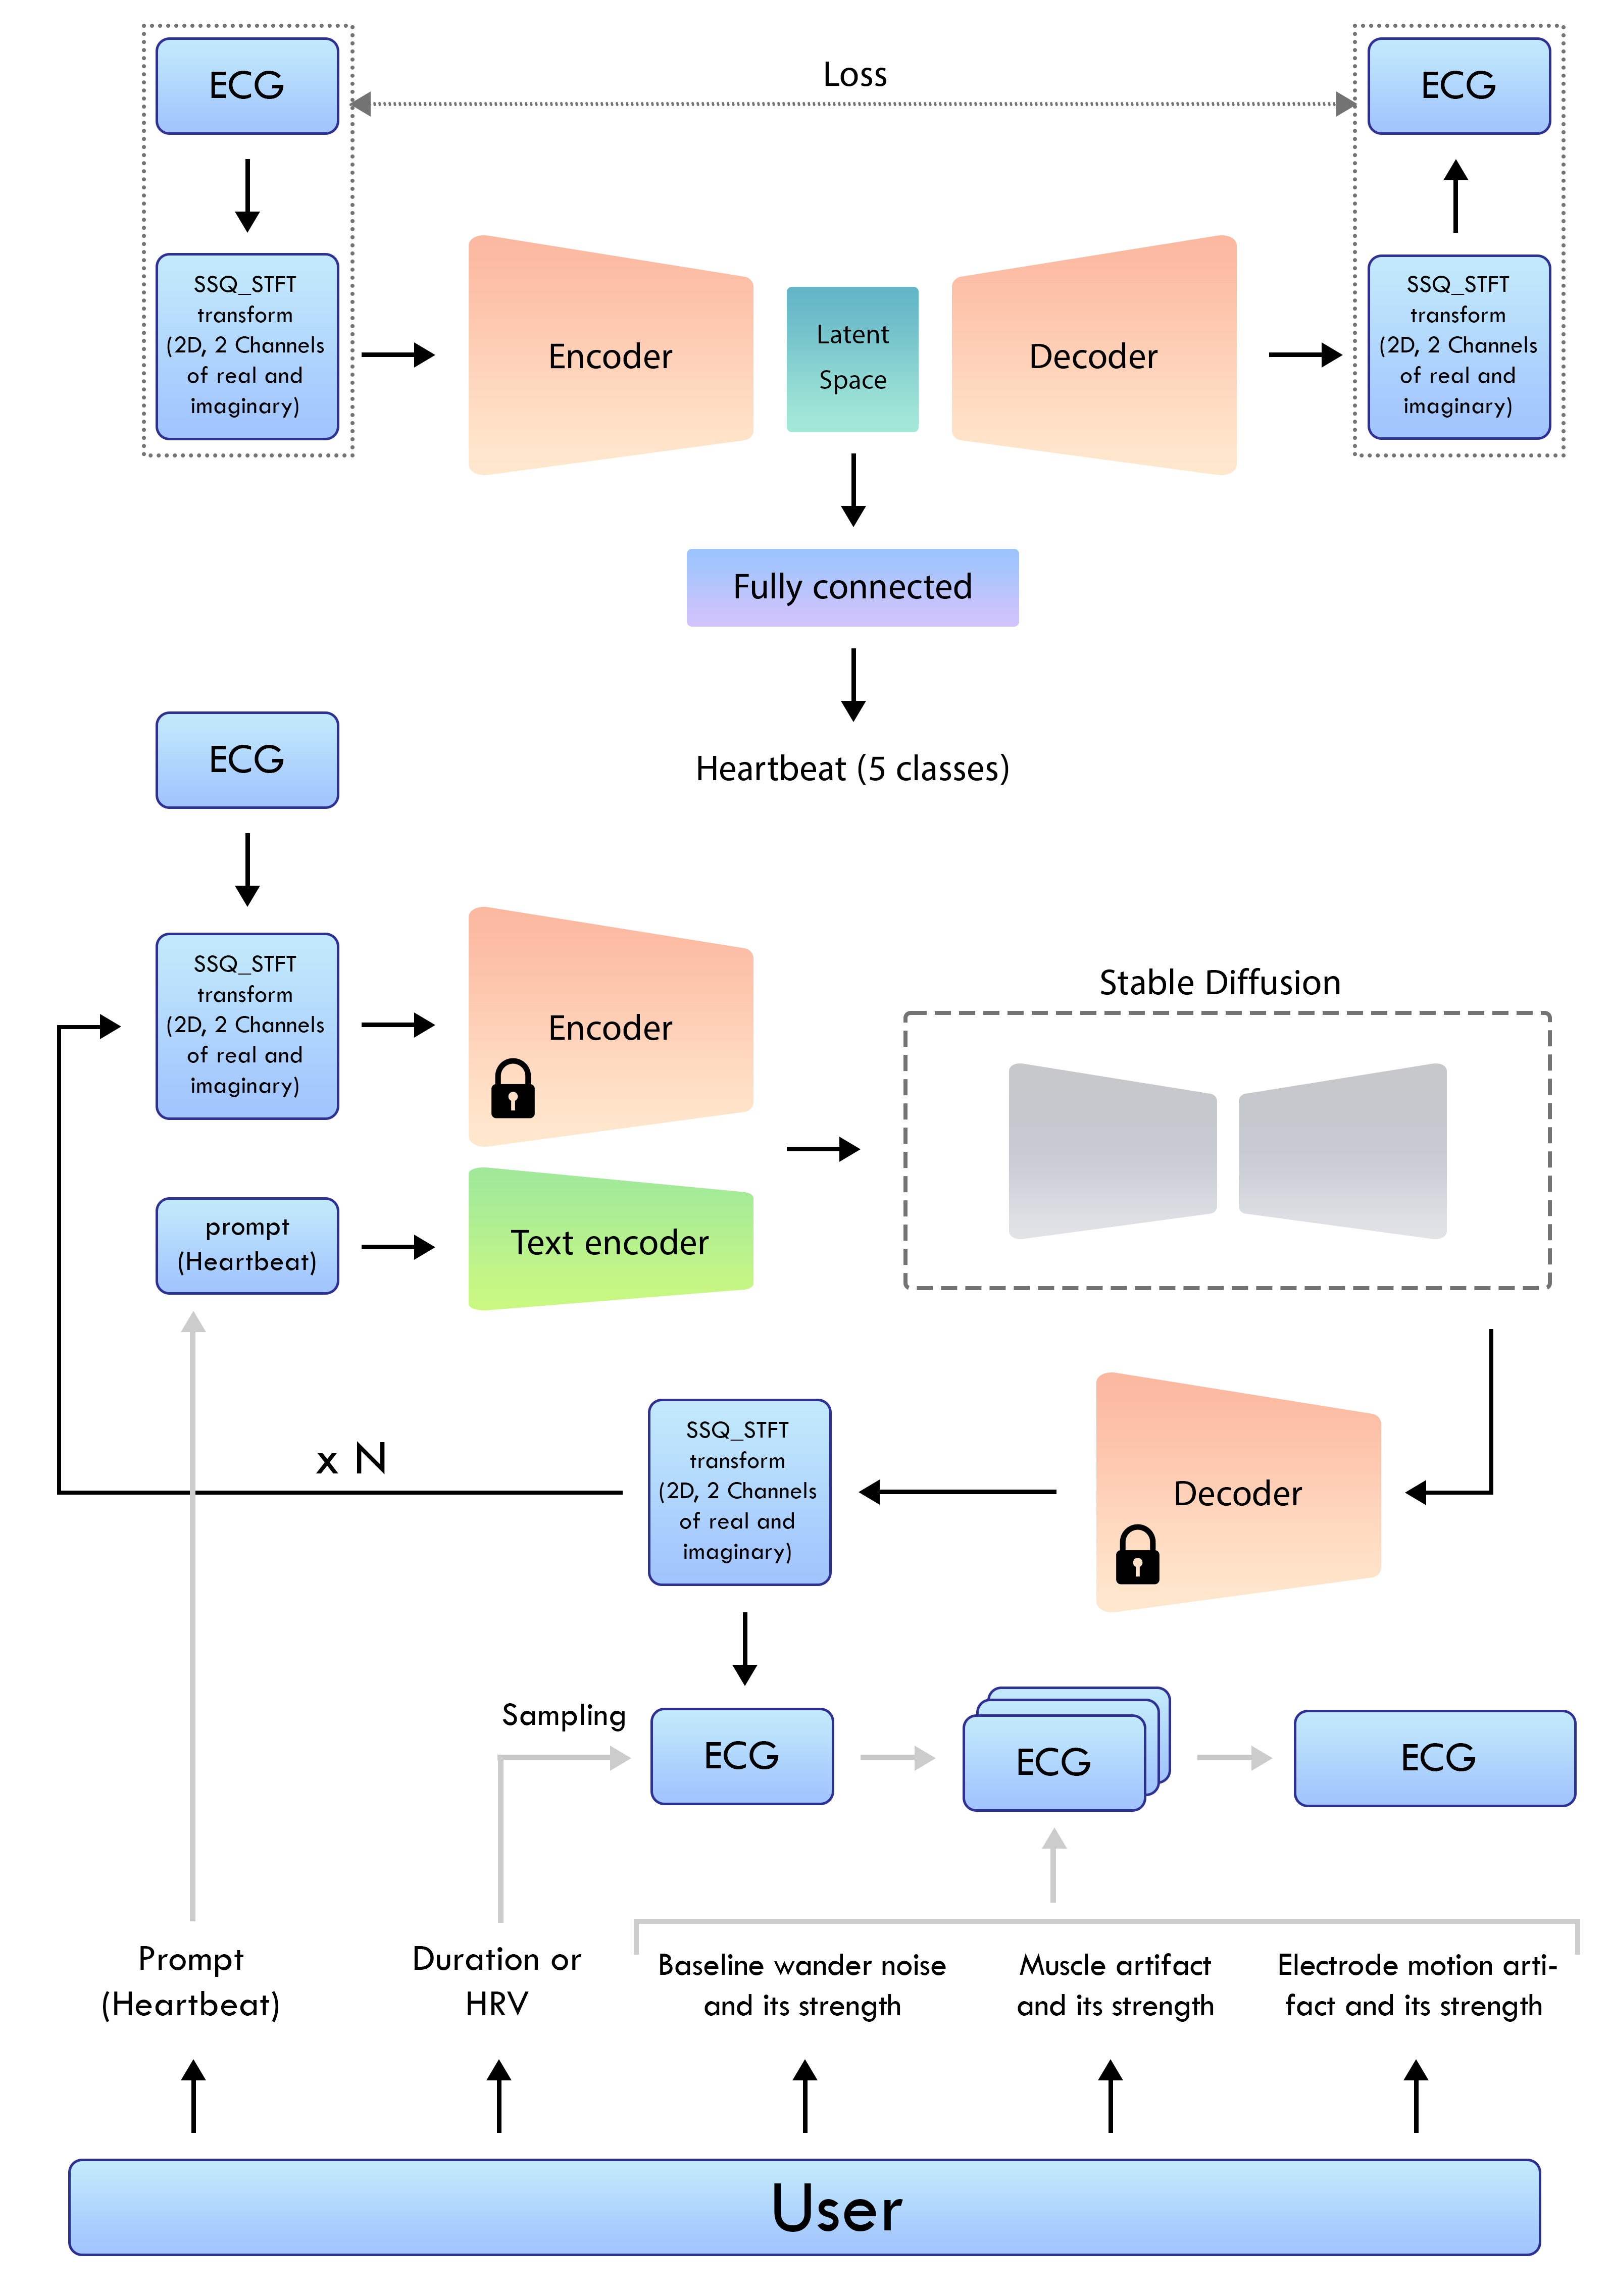 ECG
Loss
ECG
SSQ_STFT
transform
(2D, 2 Channels
of real and
imaginary)
Encoder
Latent
Space
Decoder
SSQ_STFT
transform
(2D, 2 Channels
of real and
imaginary)
Fully connected
Heartbeat (5 classes)
ECG
SSQ_STFT
transform
(2D, 2 Channels
of real and
imaginary)
Encoder
Stable Diffusion
prompt
(Heartbeat)
Text encoder
x N
SSQ_STFT
transform
(2D, 2 Channels
of real and
imaginary)
Decoder
Sampling
ECG
ECG
ECG
Prompt
(Heartbeat)
Duration or
HRV
Baseline wander noise
and its strength
Muscle artifact
and its strength
Electrode motion arti-
fact and its strength
User